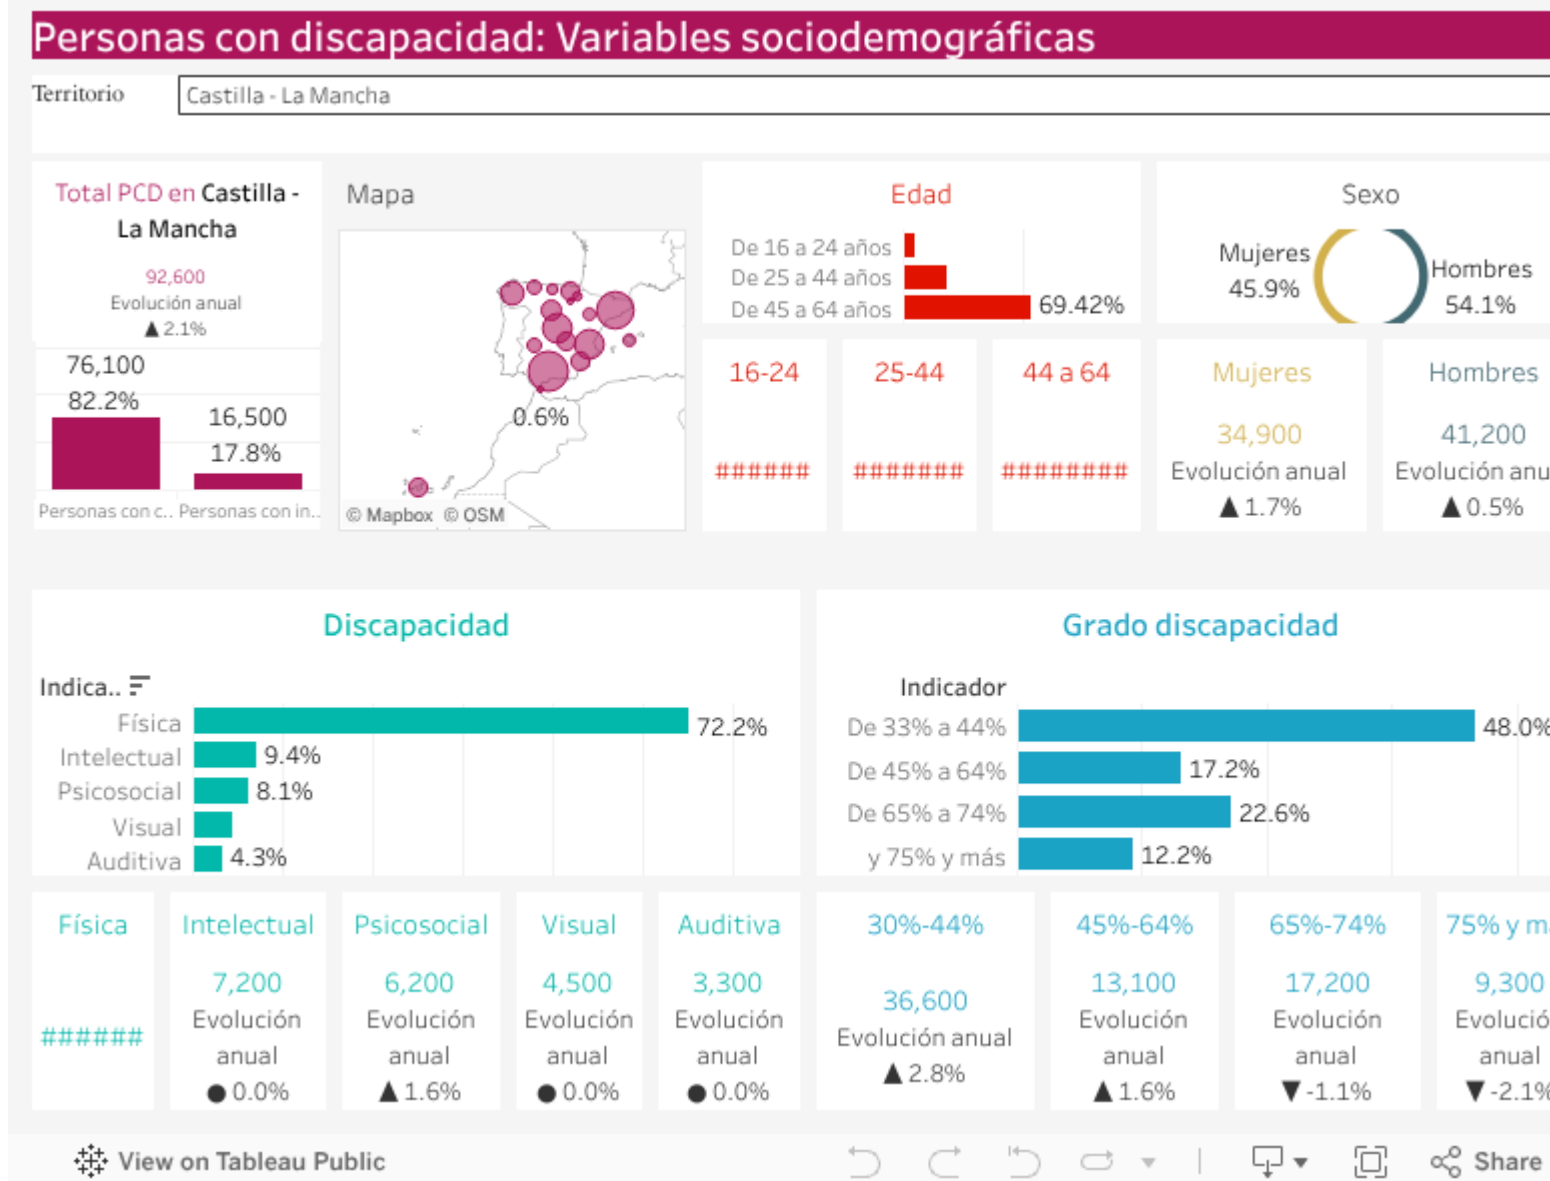 Personas con discapacidad: Variables sociodemográficas
Territorio
Castilla - La Mancha
Total PCD en Castilla -
La Mancha
92,600
Evolución anual
▲ 2.1%
76,100
82.2%
16,500
17.8%
Personas con c.. Personas con in..
Mapa
0.6%
© Mapbox © OSM
Edad
De 16 a 24 años
De 25 a 44 años
De 45 a 64 años
69.42%
16-24
######
25-44
#######
44 a 64
########
Sexo
Mujeres
45.9%
Hombres
54.1%
Mujeres
34,900
Evolución anual
▲ 1.7%
Hombres
41,200
Evolución anu
▲ 0.5%
Discapacidad
Indica..
Física 72.2%
Intelectual 9.4%
Psicosocial 8.1%
Visual
Auditiva 4.3%
Física
######
Intelectual
7,200
Evolución
anual
● 0.0%
Psicosocial
6,200
Evolución
anual
▲ 1.6%
Visual
4,500
Evolución
anual
● 0.0%
Auditiva
3,300
Evolución
anual
● 0.0%
Grado discapacidad
Indicador
De 33% a 44% 48.0%
De 45% a 64% 17.2%
De 65% a 74% 22.6%
y 75% y más 12.2%
30%-44%
36,600
Evolución anual
▲ 2.8%
45%-64%
13,100
Evolución
anual
▲ 1.6%
65%-74%
17,200
Evolución
anual
▼ -1.1%
75% y m
9,300
Evolució
anual
▼ -2.1%
View on Tableau Public
Share